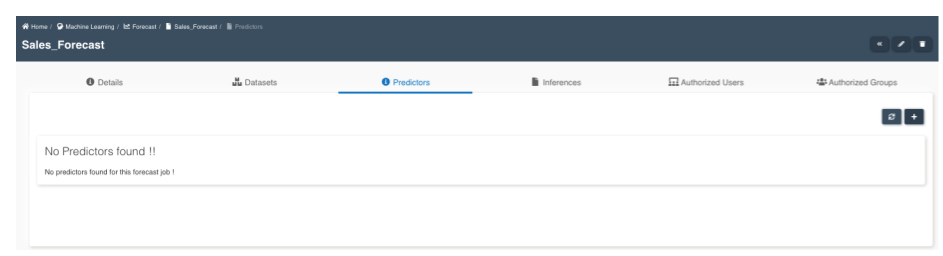 Home / Machine Learning / Forecast / Sales_Forecast / Predictors
Sales_Forecast
Details Datasets Predictors Inferences Authorized Users Authorized Groups
No Predictors found !!
No predictors found for this forecast job !